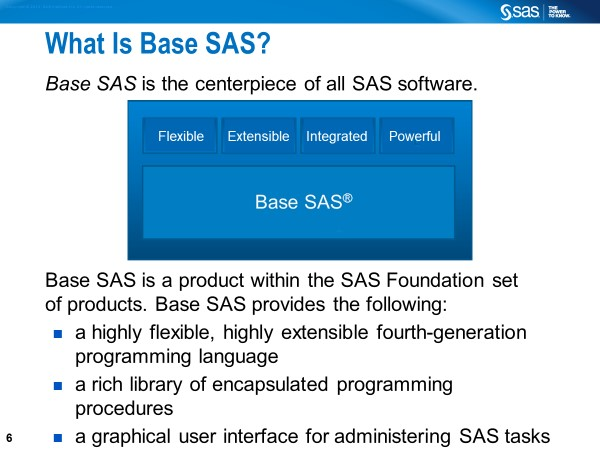 sas THE
POWER
TO KNOW.
What Is Base SAS?
Base SAS is the centerpiece of all SAS software.
Flexible Extensible Integrated Powerful
Base SAS®
Base SAS is a product within the SAS Foundation set
of products. Base SAS provides the following:
■ a highly flexible, highly extensible fourth-generation
programming language
■ a rich library of encapsulated programming
procedures
■ a graphical user interface for administering SAS tasks
6